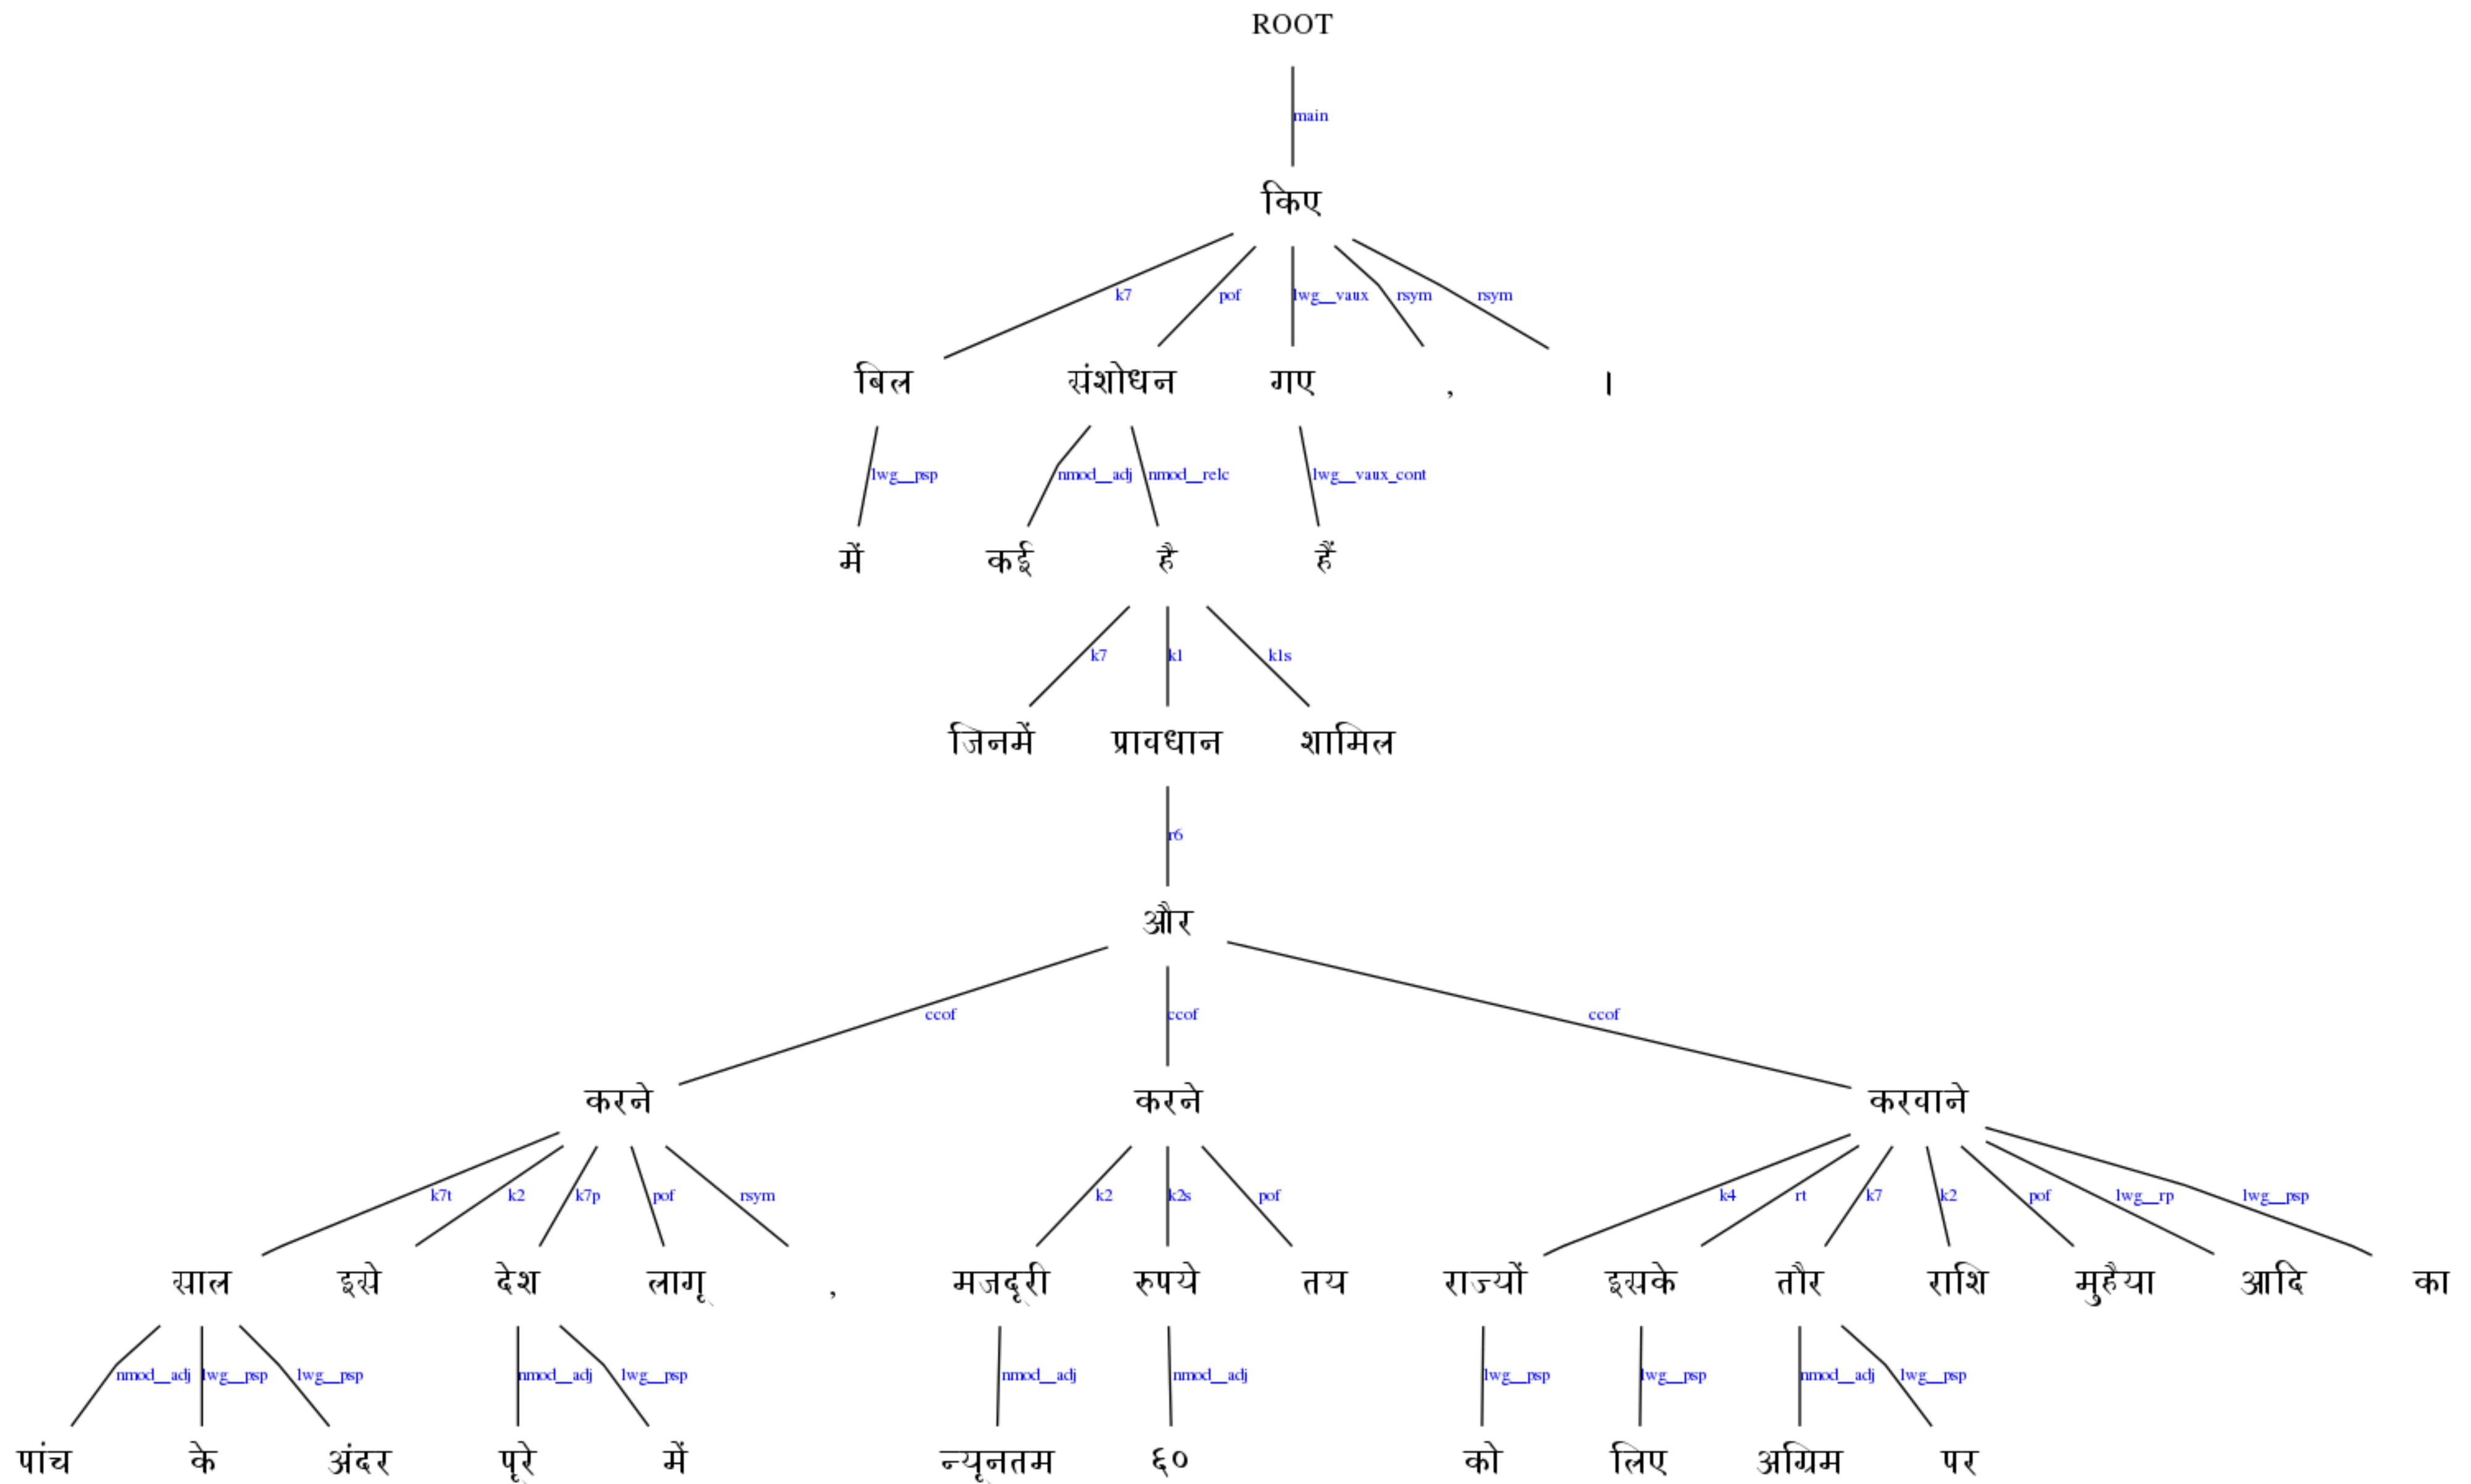 ROOT
main
किए
k7 pof lwg__vaux rsym rsym
बिल संशोधन गए , ।
lwg__psp nmod__adj nmod__relc lwg__vaux_cont
में कई है हैं
k7 k1 k1s
जिनमें प्रावधान शामिल
r6
और
ccof ccof ccof
करने करने करवाने
k7t k2 k7p pof rsym k2 k2s pof k4 rt k7 k2 pof lwg__rp lwg__psp
साल इसे देश लागू , मजदूरी रुपये तय राज्यों इसके तौर राशि मुहैया आदि का
nmod__adj lwg__psp lwg__psp nmod__adj lwg__psp nmod__adj nmod__adj lwg__psp lwg__psp nmod__adj lwg__psp
पांच के अंदर पूरे में न्यूनतम ६० को लिए अग्रिम पर